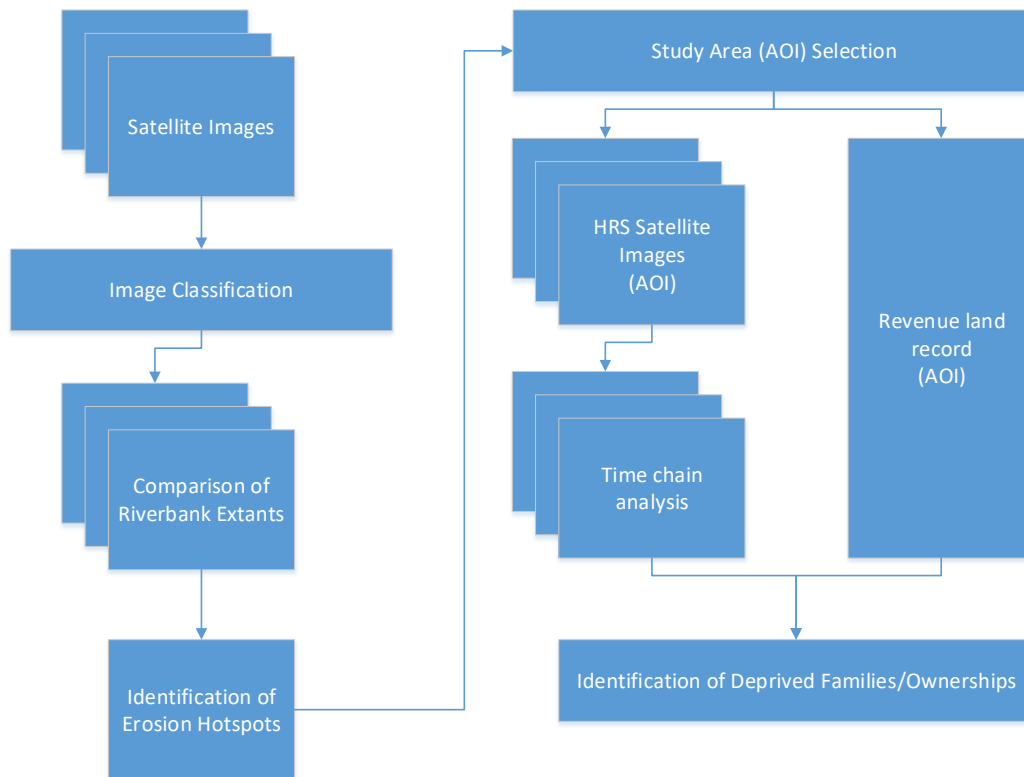 Satellite Images
Image Classification
Comparison of
Riverbank Extants
Identification of
Erosion Hotspots
Study Area (AOI) Selection
HRS Satellite
Images
(AOI)
Time chain
analysis
Revenue land
record
(AOI)
Identification of Deprived Families/Ownerships